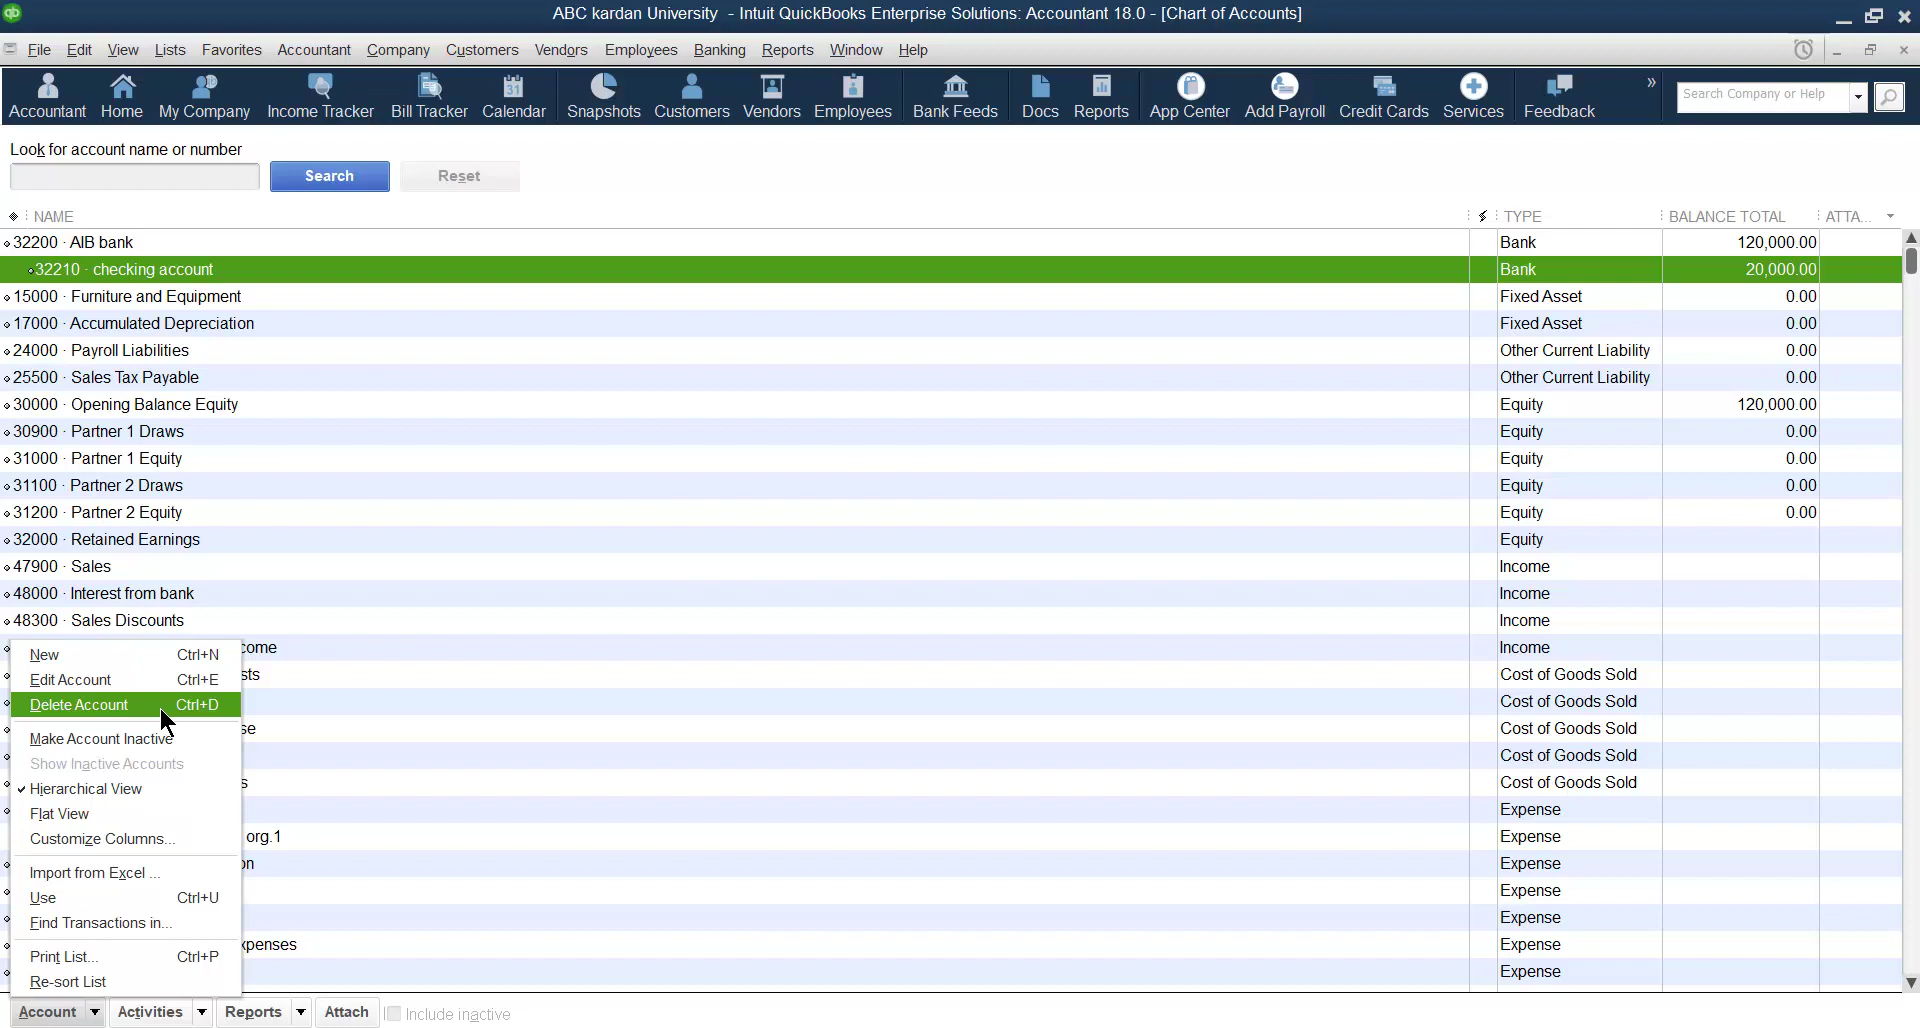 ABC kardan University - Intuit QuickBooks Enterprise Solutions: Accountant 18.0 - [Chart of Accounts]
File Edit View Lists Favorites Accountant Company Customers Vendors Employees Banking Reports Window Help
Accountant Home My Company Income Tracker Bill Tracker Calendar Snapshots Customers Vendors Employees Bank Feeds Docs Reports App Center Add Payroll Credit Cards Services Feedback » Search Company or Help
Look for account name or number
Search Reset
NAME TYPE BALANCE TOTAL ATTA...
32200 · AIB bank Bank 120,000.00
32210 · checking account Bank 20,000.00
15000 · Furniture and Equipment Fixed Asset 0.00
17000 · Accumulated Depreciation Fixed Asset 0.00
24000 · Payroll Liabilities Other Current Liability 0.00
25500 · Sales Tax Payable Other Current Liability 0.00
30000 · Opening Balance Equity Equity 120,000.00
30900 · Partner 1 Draws Equity 0.00
31000 · Partner 1 Equity Equity 0.00
31100 · Partner 2 Draws Equity 0.00
31200 · Partner 2 Equity Equity 0.00
32000 · Retained Earnings Equity
47900 · Sales Income
48000 · Interest from bank Income
48300 · Sales Discounts Income
come Income
New Ctrl+N
sts Cost of Goods Sold
Edit Account Ctrl+E
Delete Account Ctrl+D Cost of Goods Sold
se Cost of Goods Sold
Make Account Inactive
Cost of Goods Sold
Show Inactive Accounts
s Cost of Goods Sold
Hierarchical View
Flat View Expense
org.1 Expense
Customize Columns...
on Expense
Import from Excel ...
Expense
Use Ctrl+U
Find Transactions in... Expense
xpenses Expense
Print List... Ctrl+P
Expense
Re-sort List
Account Activities Reports Attach Include inactive